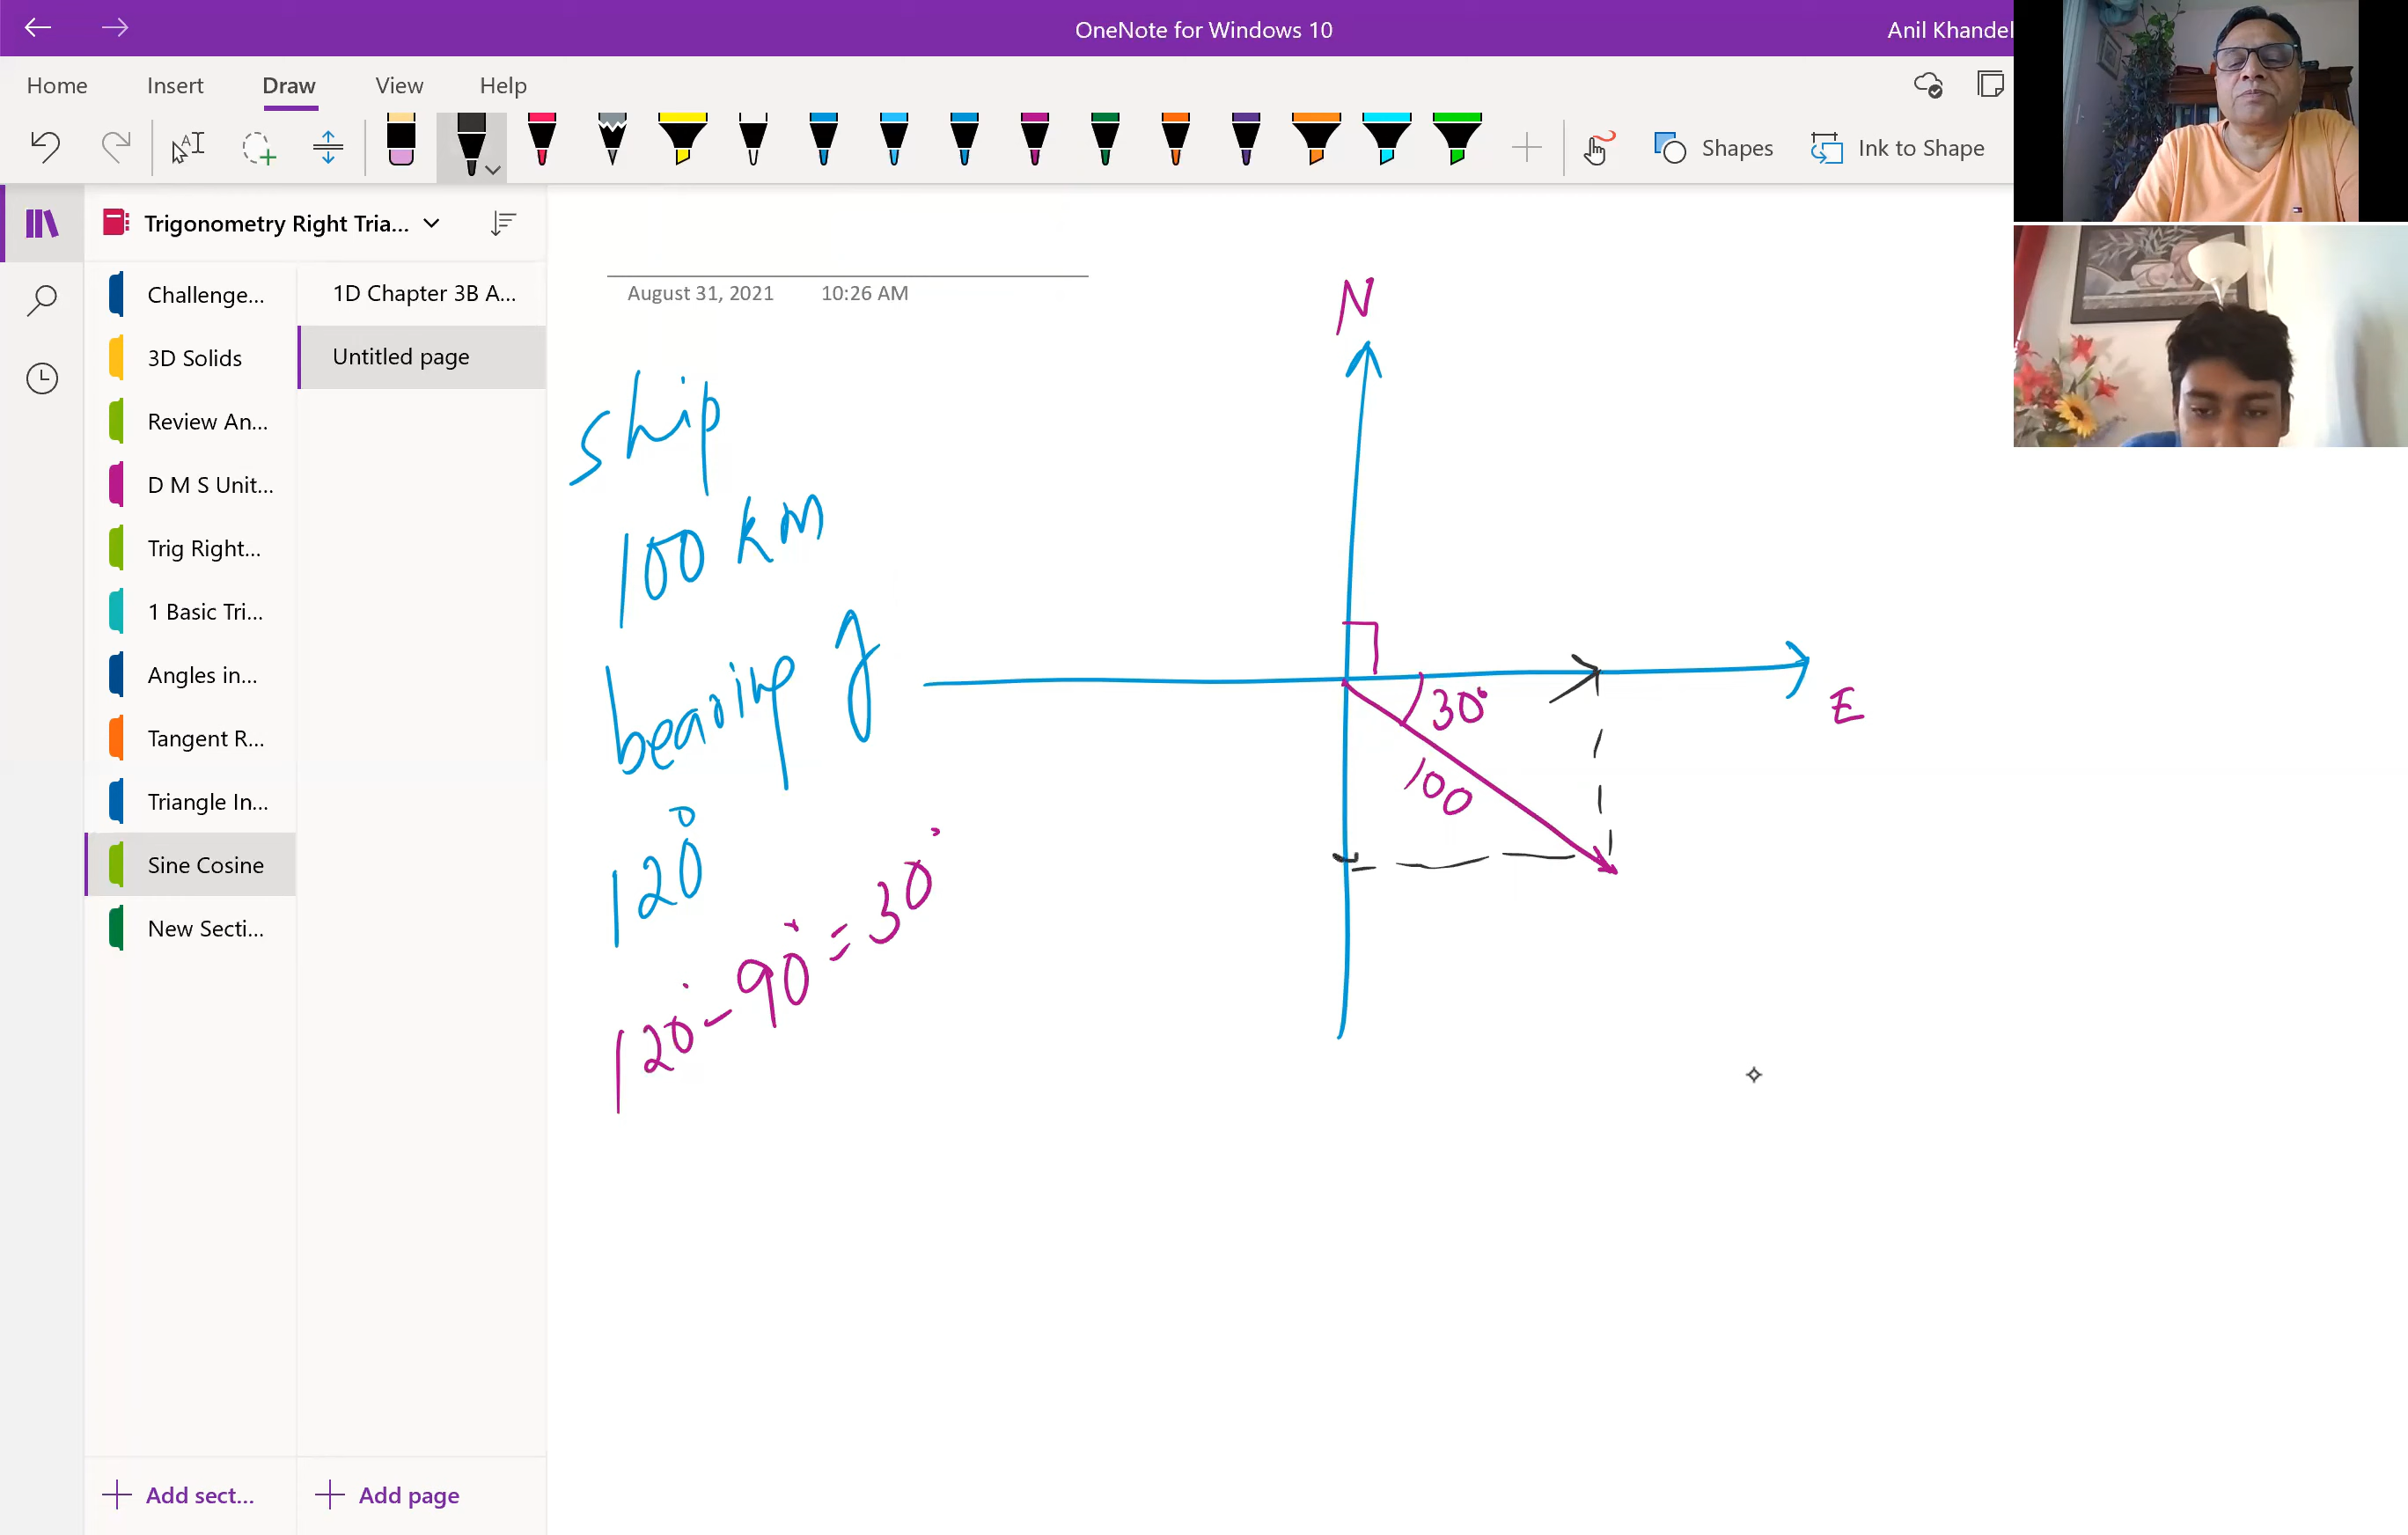 OneNote for Windows 10
Anil Khandel
Home Insert Draw View Help
Shapes Ink to Shape
Trigonometry Right Tria...
Challenge...
3D Solids
Review An...
D M S Unit...
Trig Right...
1 Basic Tri...
Angles in...
Tangent R...
Triangle In...
Sine Cosine
New Secti...
Add sect...
1D Chapter 3B A...
Untitled page
Add page
August 31, 2021 10:26 AM
ship
100 km
bearing of
120°
120° - 90° = 30°
N
E
30°
100